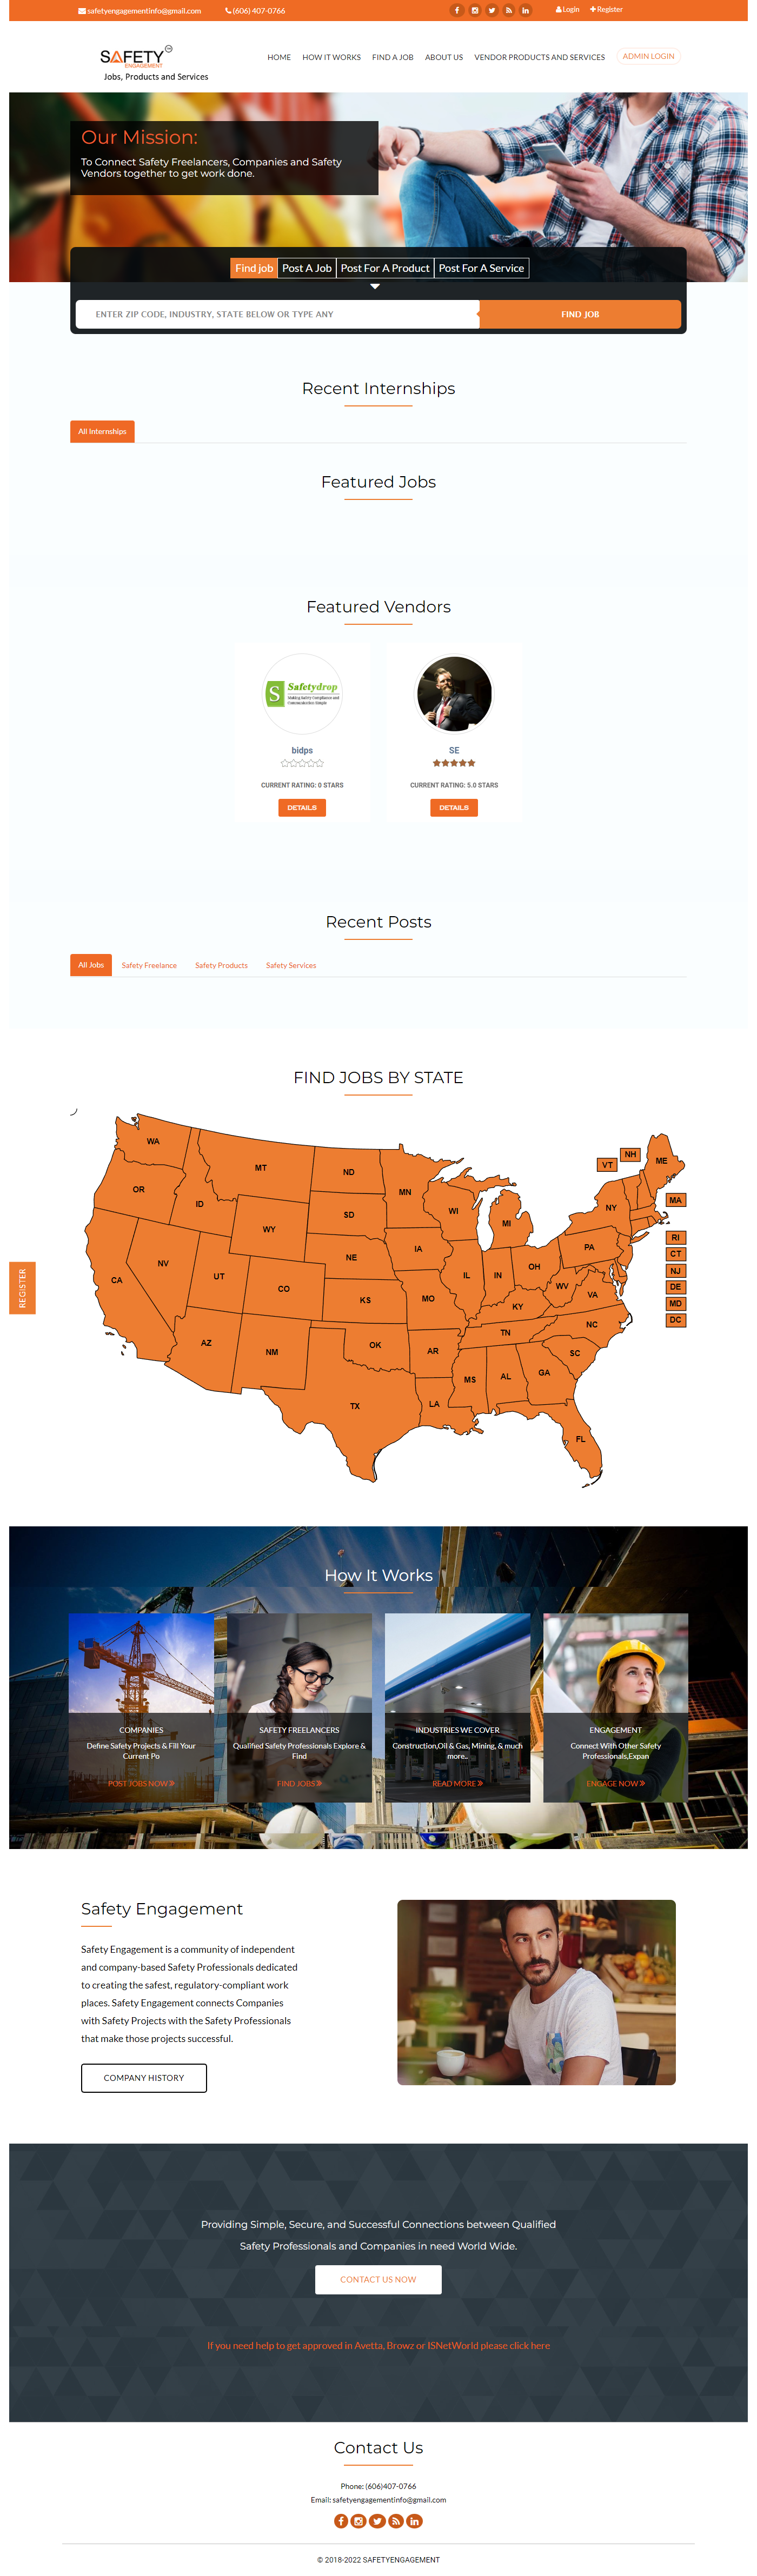 safetyengagementinfo@gmail.com (606) 407-0766 Login Register
SAFETY
ENGAGEMENT
Jobs, Products and Services
HOME HOW IT WORKS FIND A JOB ABOUT US VENDOR PRODUCTS AND SERVICES ADMIN LOGIN
Our Mission:
To Connect Safety Freelancers, Companies and Safety
Vendors together to get work done.
Find job Post A Job Post For A Product Post For A Service
ENTER ZIP CODE, INDUSTRY, STATE BELOW OR TYPE ANY FIND JOB
Recent Internships
All Internships
Featured Jobs
Featured Vendors
S Safetydrop
Making Safety Compliance and
Communication Simple
bidps SE
CURRENT RATING: 0 STARS CURRENT RATING: 5.0 STARS
DETAILS DETAILS
Recent Posts
All Jobs Safety Freelance Safety Products Safety Services
FIND JOBS BY STATE
WA MT ND MN VT NH ME
OR ID SD WI MI NY MA
WY RI
NV NE IA PA CT
CA UT CO IL IN OH NJ
KS MO WV VA DE
KY MD
AZ NM OK AR TN NC DC
SC
MS AL GA
TX LA
FL
REGISTER
How It Works
COMPANIES
Define Safety Projects & Fill Your
Current Po
POST JOBS NOW
SAFETY FREELANCERS
Qualified Safety Professionals Explore &
Find
FIND JOBS
INDUSTRIES WE COVER
Construction,Oil & Gas, Mining, & much
more..
READ MORE
ENGAGEMENT
Connect With Other Safety
Professionals,Expan
ENGAGE NOW
Safety Engagement
Safety Engagement is a community of independent
and company-based Safety Professionals dedicated
to creating the safest, regulatory-compliant work
places. Safety Engagement connects Companies
with Safety Projects with the Safety Professionals
that make those projects successful.
COMPANY HISTORY
Providing Simple, Secure, and Successful Connections between Qualified
Safety Professionals and Companies in need World Wide.
CONTACT US NOW
If you need help to get approved in Avetta, Browz or ISNetWorld please click here
Contact Us
Phone: (606)407-0766
Email: safetyengagementinfo@gmail.com
© 2018-2022 SAFETYENGAGEMENT